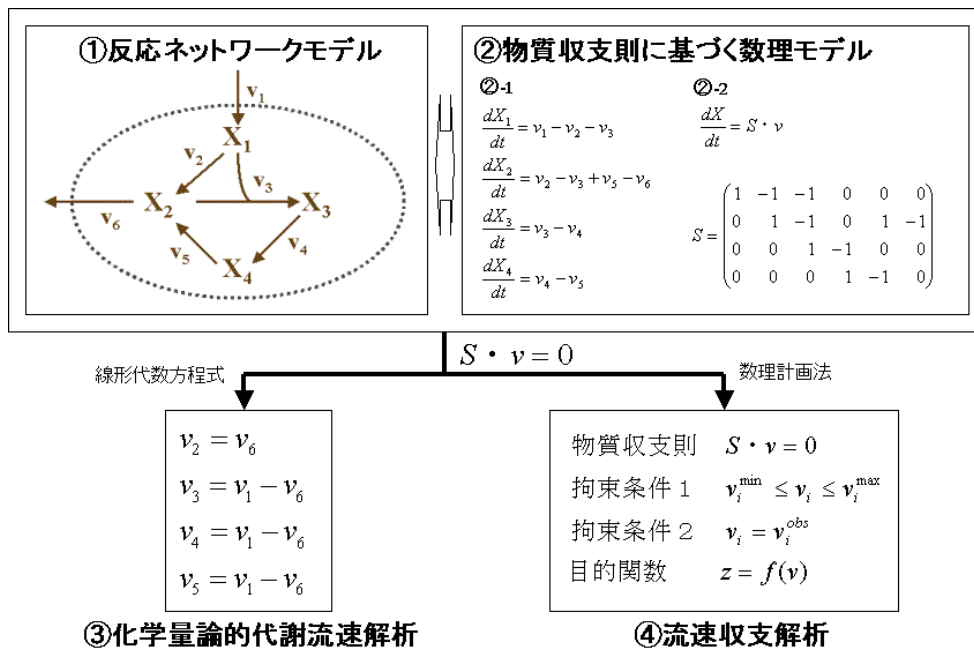 ①反応ネットワークモデル
v1
X1
v2
v3
X2
X3
v6
v5
v4
X4
②物質収支則に基づく数理モデル
②-1
dX1/dt = v1 − v2 − v3
dX2/dt = v2 − v3 + v5 − v6
dX3/dt = v3 − v4
dX4/dt = v4 − v5
②-2
dX/dt = S・v
S =
1 −1 −1 0 0 0
0 1 −1 0 1 −1
0 0 1 −1 0 0
0 0 0 1 −1 0
S・v = 0
線形代数方程式
数理計画法
v2 = v6
v3 = v1 − v6
v4 = v1 − v6
v5 = v1 − v6
③化学量論的代謝流速解析
物質収支則 S・v = 0
拘束条件1 vi^min ≤ vi ≤ vi^max
拘束条件2 vi = vi^obs
目的関数 z = f(v)
④流速収支解析